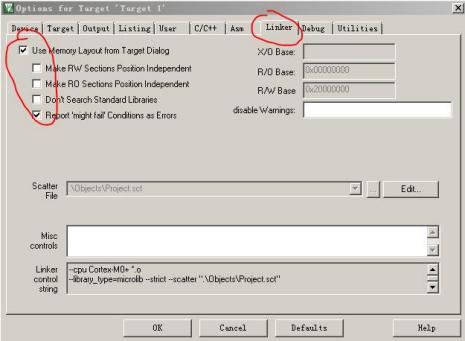 Options for Target 'Target 1'
Device Target Output Listing User C/C++ Asm Linker Debug Utilities
Use Memory Layout from Target Dialog
Make RW Sections Position Independent
Make RO Sections Position Independent
Don't Search Standard Libraries
Report 'might fail' Conditions as Errors
X/O Base:
R/O Base: 0x00000000
R/W Base 0x20000000
disable Warnings:
Scatter
File
.\Objects\Project.sct
... Edit...
Misc
controls
Linker
control
string
--cpu Cortex-M0+ *.o
--library_type=microlib --strict --scatter ".\Objects\Project.sct"
OK Cancel Defaults Help